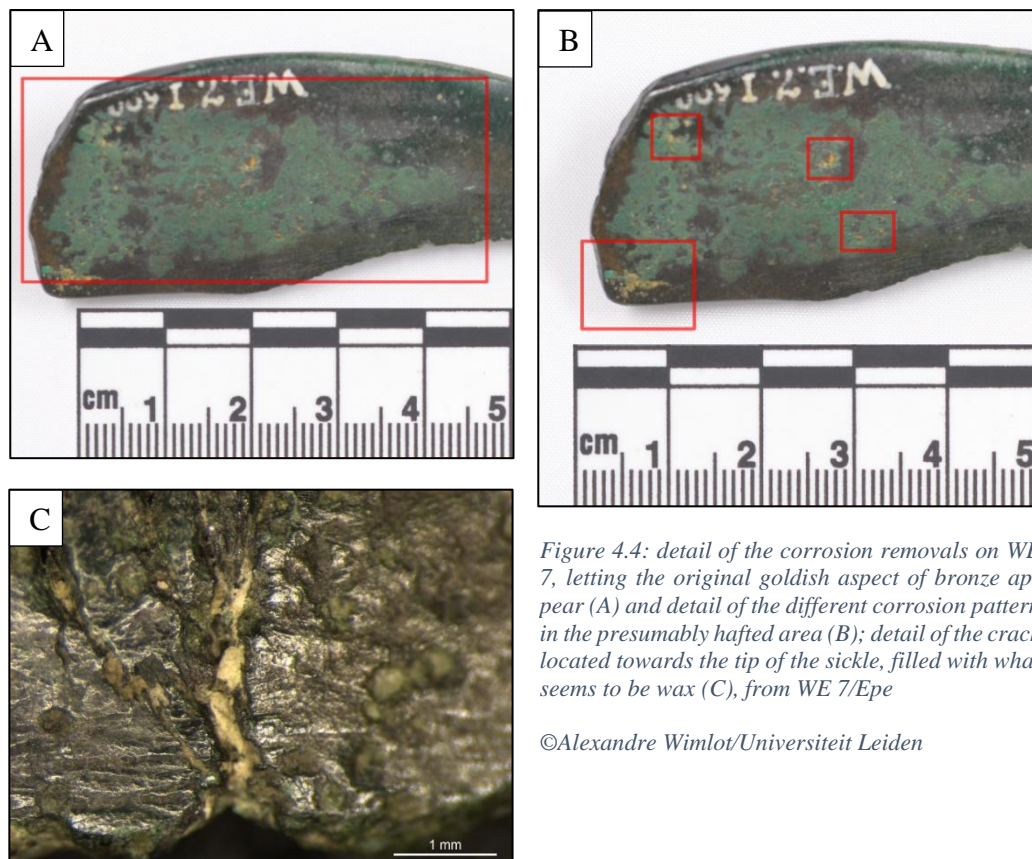 A
W.E.7.I
cm 1 2 3 4 5
B
W.E.7.I
cm 1 2 3 4 5
C
1 mm
Figure 4.4: detail of the corrosion removals on WE
7, letting the original goldish aspect of bronze ap-
pear (A) and detail of the different corrosion pattern
in the presumably hafted area (B); detail of the crack
located towards the tip of the sickle, filled with wha
seems to be wax (C), from WE 7/Epe
©Alexandre Wimlot/Universiteit Leiden